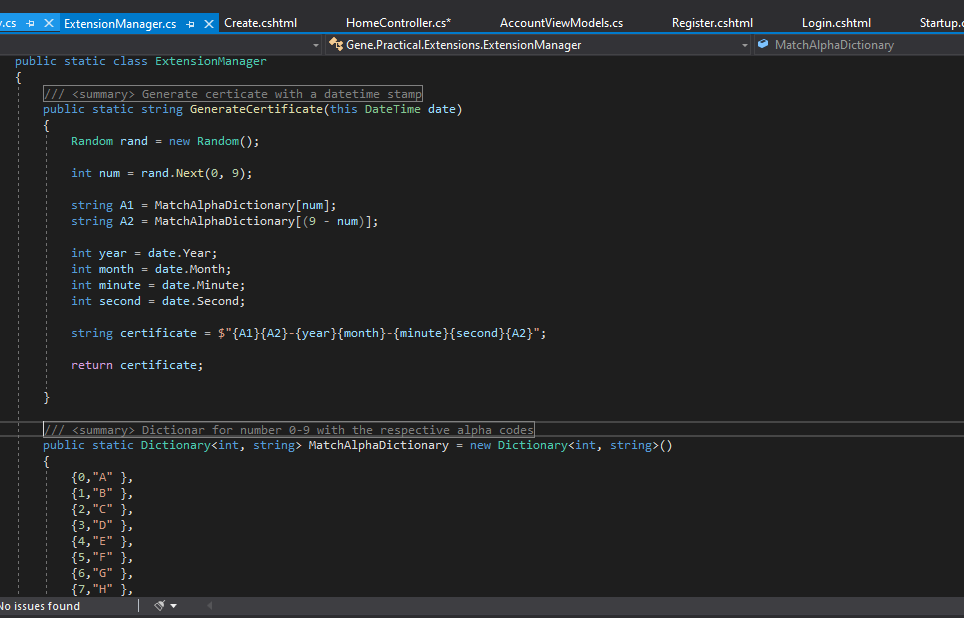 y.cs ExtensionManager.cs Create.cshtml HomeController.cs* AccountViewModels.cs Register.cshtml Login.cshtml Startup.c
Gene.Practical.Extensions.ExtensionManager MatchAlphaDictionary
public static class ExtensionManager
{
/// <summary> Generate certicate with a datetime stamp
public static string GenerateCertificate(this DateTime date)
{
Random rand = new Random();
int num = rand.Next(0, 9);
string A1 = MatchAlphaDictionary[num];
string A2 = MatchAlphaDictionary[(9 - num)];
int year = date.Year;
int month = date.Month;
int minute = date.Minute;
int second = date.Second;
string certificate = $"{A1}{A2}-{year}{month}-{minute}{second}{A2}";
return certificate;
}
/// <summary> Dictionar for number 0-9 with the respective alpha codes
public static Dictionary<int, string> MatchAlphaDictionary = new Dictionary<int, string>()
{
{0,"A" },
{1,"B" },
{2,"C" },
{3,"D" },
{4,"E" },
{5,"F" },
{6,"G" },
{7,"H" },
No issues found